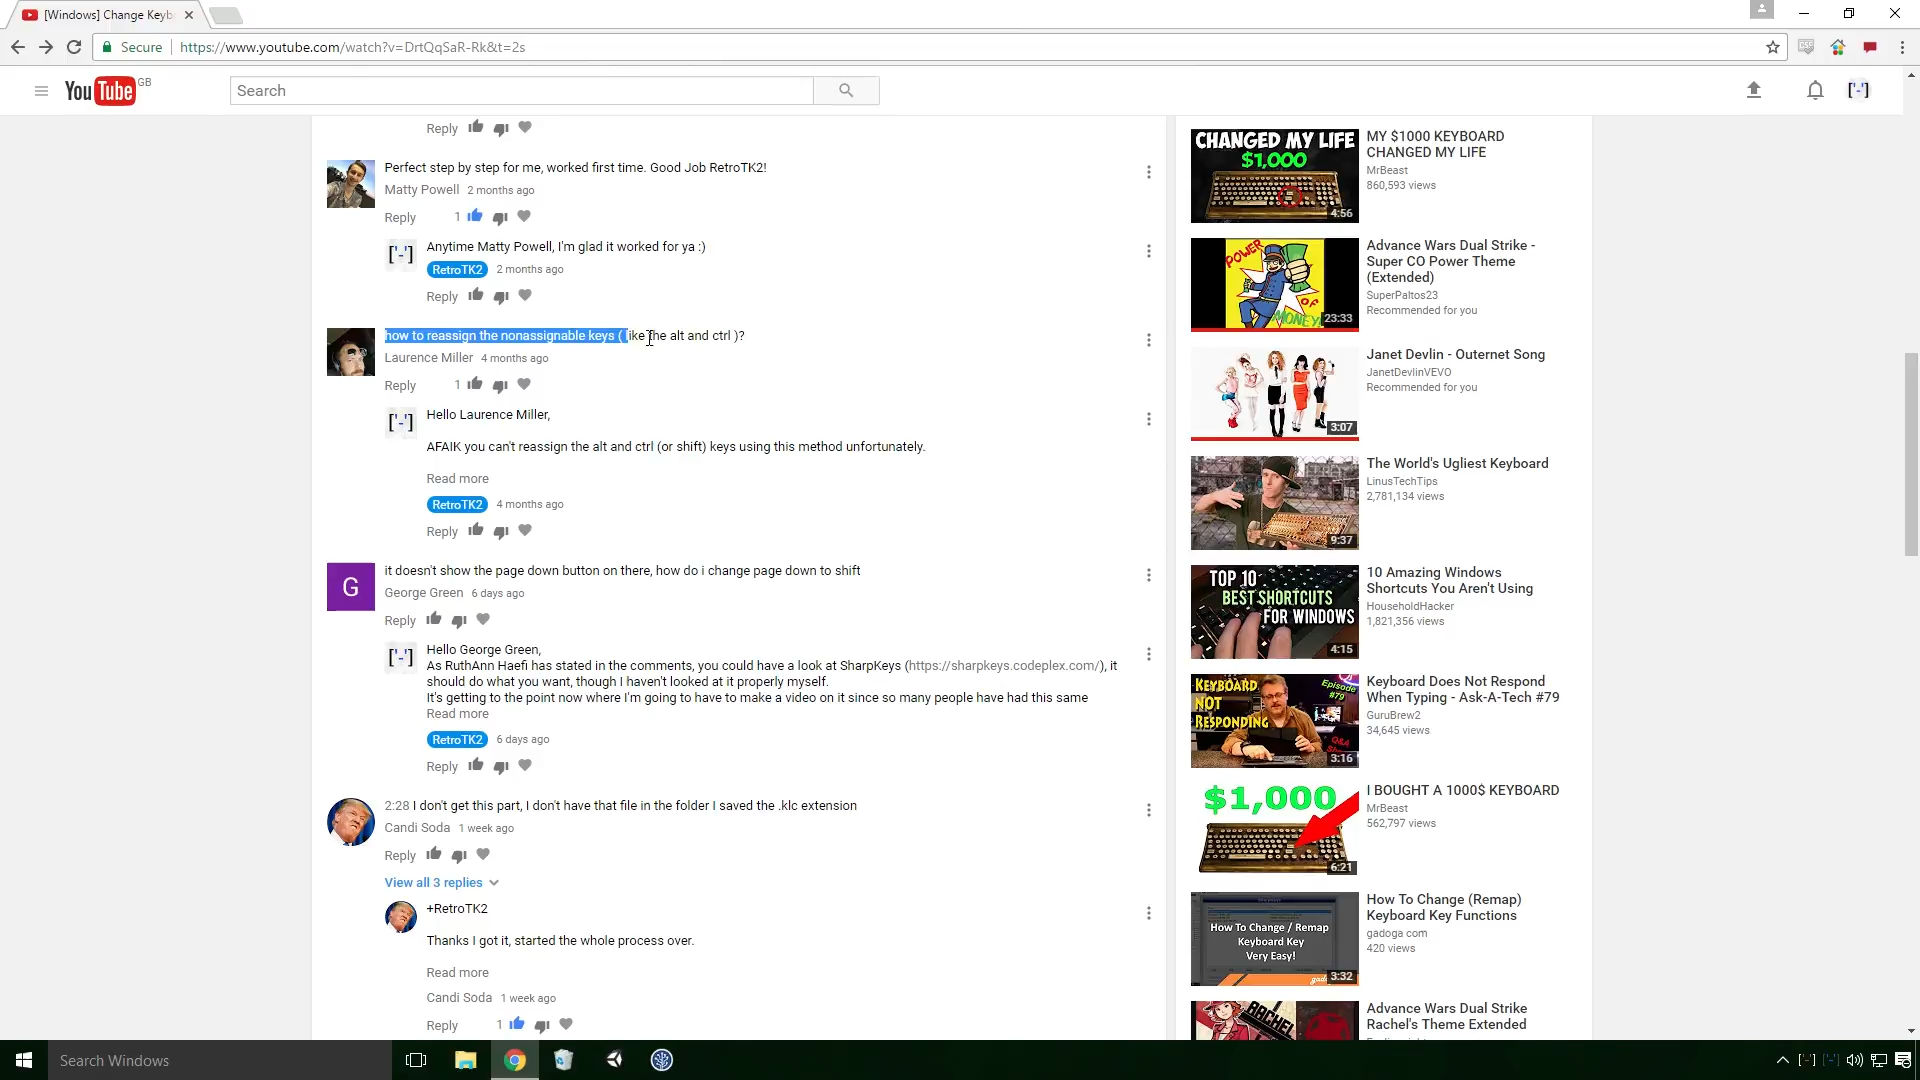 [Windows] Change Keyb
Secure
https://www.youtube.com/watch?v=DrtQqSaR-Rk&t=2s
YouTube GB
Search
['-']
Reply
Perfect step by step for me, worked first time. Good Job RetroTK2!
Matty Powell 2 months ago
Reply 1
['-']
Anytime Matty Powell, I'm glad it worked for ya :)
RetroTK2 2 months ago
Reply
how to reassign the nonassignable keys ( like the alt and ctrl )?
Laurence Miller 4 months ago
Reply 1
['-']
Hello Laurence Miller,
AFAIK you can't reassign the alt and ctrl (or shift) keys using this method unfortunately.
Read more
RetroTK2 4 months ago
Reply
G
it doesn't show the page down button on there, how do i change page down to shift
George Green 6 days ago
Reply
['-']
Hello George Green,
As RuthAnn Haefi has stated in the comments, you could have a look at SharpKeys (https://sharpkeys.codeplex.com/), it
should do what you want, though I haven't looked at it properly myself.
It's getting to the point now where I'm going to have to make a video on it since so many people have had this same
Read more
RetroTK2 6 days ago
Reply
2:28 I don't get this part, I don't have that file in the folder I saved the .klc extension
Candi Soda 1 week ago
Reply
View all 3 replies
+RetroTK2
Thanks I got it, started the whole process over.
Read more
Candi Soda 1 week ago
Reply 1
CHANGED MY LIFE
$1,000
4:56
MY $1000 KEYBOARD
CHANGED MY LIFE
MrBeast
860,593 views
POWER
OF
MONEY!
23:33
Advance Wars Dual Strike -
Super CO Power Theme
(Extended)
SuperPaltos23
Recommended for you
3:07
Janet Devlin - Outernet Song
JanetDevlinVEVO
Recommended for you
9:37
The World's Ugliest Keyboard
LinusTechTips
2,781,134 views
TOP 10
BEST SHORTCUTS
FOR WINDOWS
4:15
10 Amazing Windows
Shortcuts You Aren't Using
HouseholdHacker
1,821,356 views
KEYBOARD
NOT
RESPONDING
Episode
#79
Q&A
3:16
Keyboard Does Not Respond
When Typing - Ask-A-Tech #79
GuruBrew2
34,645 views
$1,000
6:21
I BOUGHT A 1000$ KEYBOARD
MrBeast
562,797 views
How To Change / Remap
Keyboard Key
Very Easy!
3:32
How To Change (Remap)
Keyboard Key Functions
gadoga com
420 views
RACHEL
Advance Wars Dual Strike
Rachel's Theme Extended
Search Windows
['-']
['-']